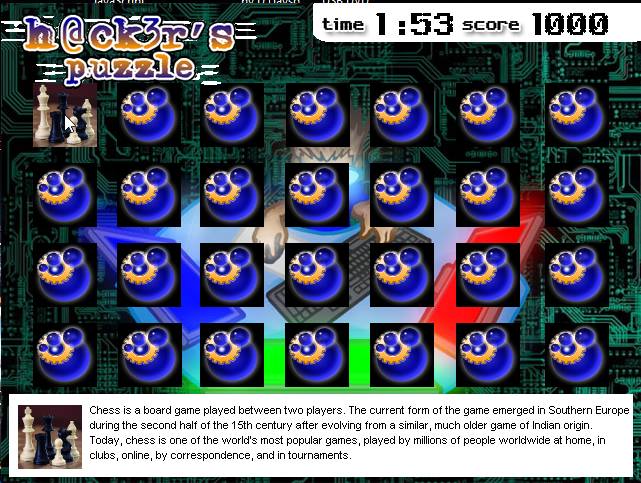 h@ck3r's
puzzle
time 1:53 score 1000
Chess is a board game played between two players. The current form of the game emerged in Southern Europe
during the second half of the 15th century after evolving from a similar, much older game of Indian origin.
Today, chess is one of the world's most popular games, played by millions of people worldwide at home, in
clubs, online, by correspondence, and in tournaments.